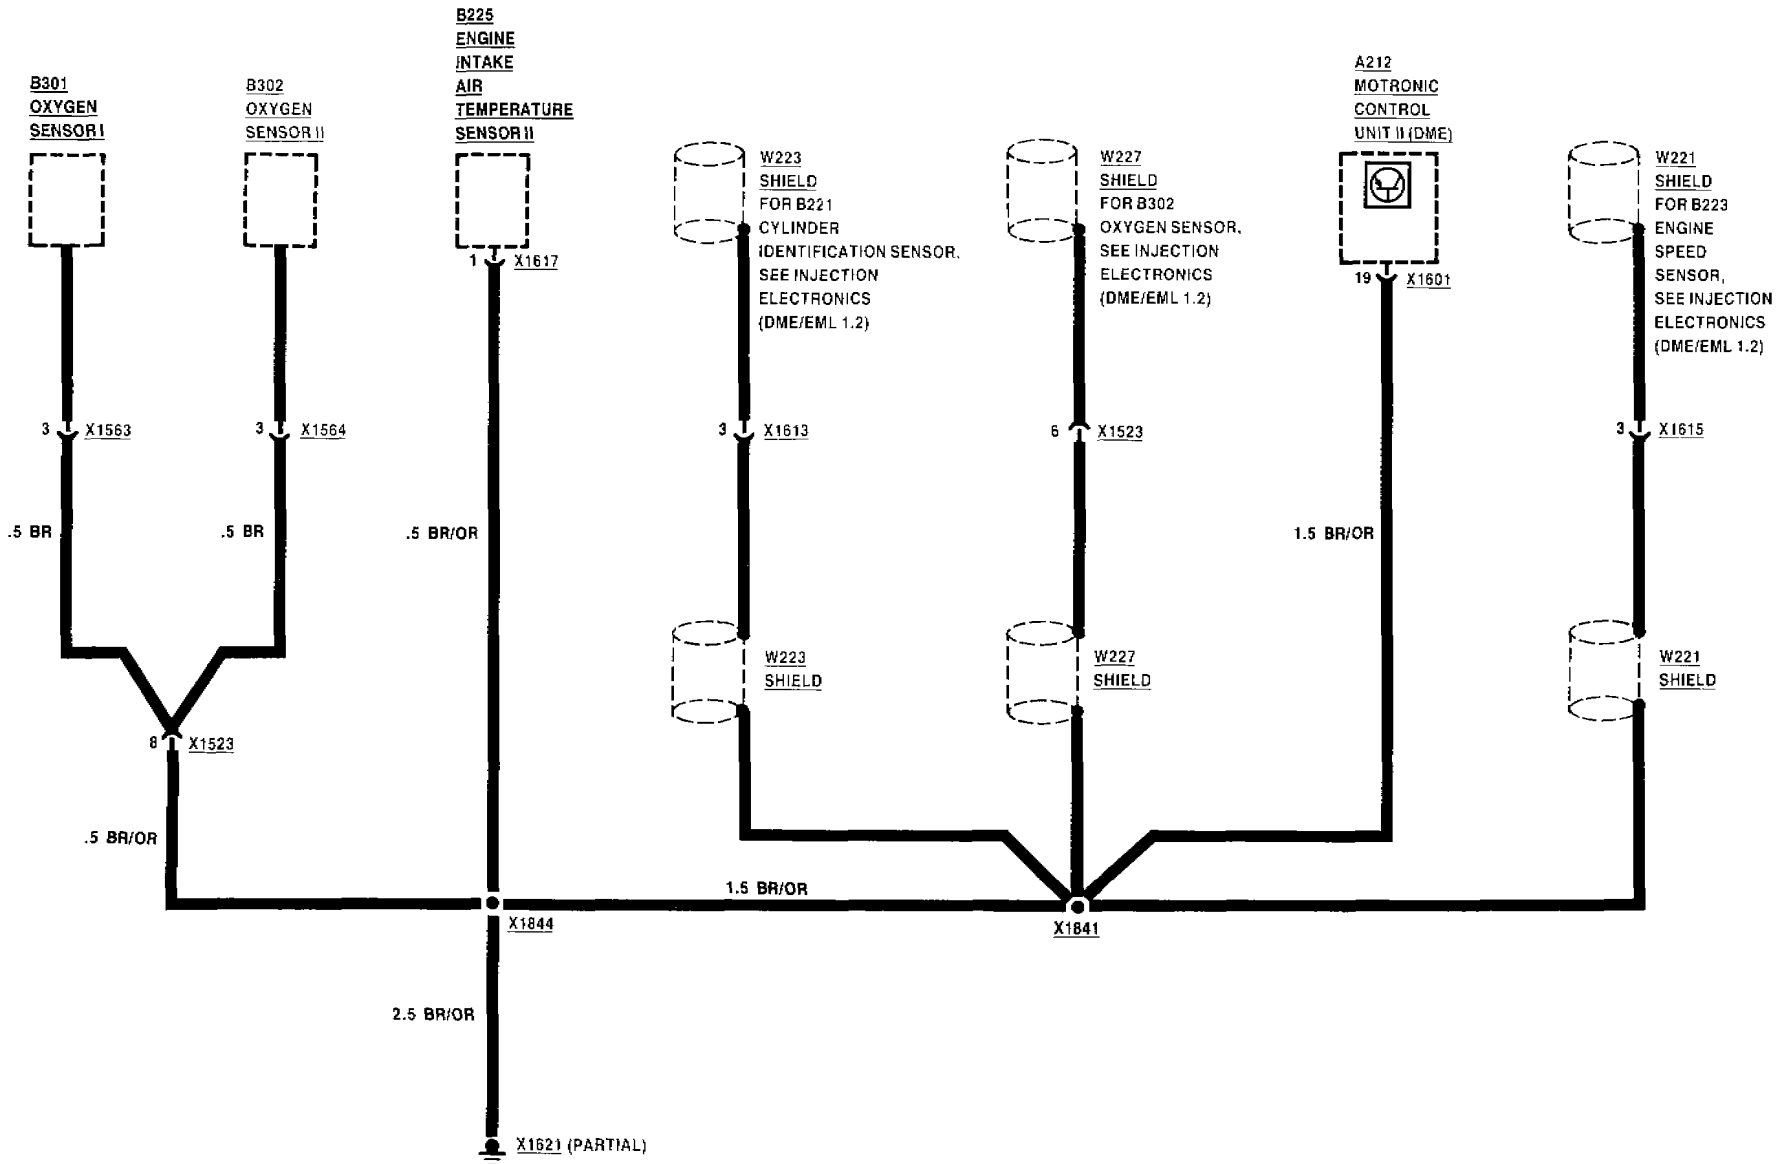 B301
OXYGEN
SENSOR I
B302
OXYGEN
SENSOR II
B225
ENGINE
INTAKE
AIR
TEMPERATURE
SENSOR II
W223
SHIELD
FOR B221
CYLINDER
IDENTIFICATION SENSOR,
SEE INJECTION
ELECTRONICS
(DME/EML 1.2)
W227
SHIELD
FOR B302
OXYGEN SENSOR,
SEE INJECTION
ELECTRONICS
(DME/EML 1.2)
A212
MOTRONIC
CONTROL
UNIT II (DME)
W221
SHIELD
FOR B223
ENGINE
SPEED
SENSOR,
SEE INJECTION
ELECTRONICS
(DME/EML 1.2)
1 X1617
19 X1601
3 X1563
3 X1564
3 X1613
6 X1523
3 X1615
.5 BR
.5 BR
.5 BR/OR
1.5 BR/OR
W223
SHIELD
W227
SHIELD
W221
SHIELD
8 X1523
.5 BR/OR
1.5 BR/OR
X1844
X1841
2.5 BR/OR
X1621 (PARTIAL)